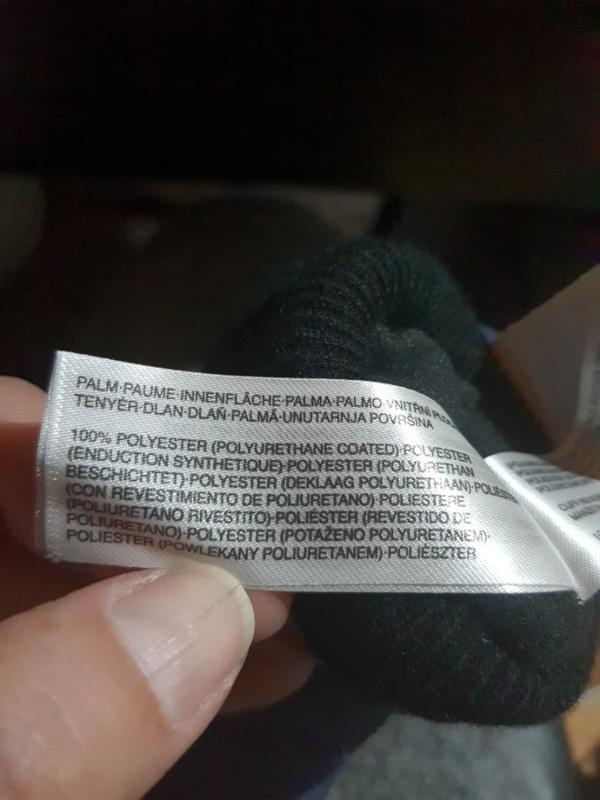 PALM·PAUME·INNENFLÄCHE·PALMA·PALMO·VNITŘNÍ
TENYÉR·DLAN·DLAŇ·PALMĂ·UNUTARNJA POVRŠINA
100% POLYESTER (POLYURETHANE COATED)·POLYESTER
(ENDUCTION SYNTHETIQUE)·POLYESTER (POLYURETHAN
BESCHICHTET)·POLYESTER (DEKLAAG POLYURETHAAN)·
(CON REVESTIMIENTO DE POLIURETANO)·POLIESTERE
(POLIURETANO RIVESTITO)·POLIÉSTER (REVESTIDO DE
POLIURETANO)·POLYESTER (POTAŽENO POLYURETANEM)·
POLIESTER (POWLEKANY POLIURETANEM)·POLIÉSZTER